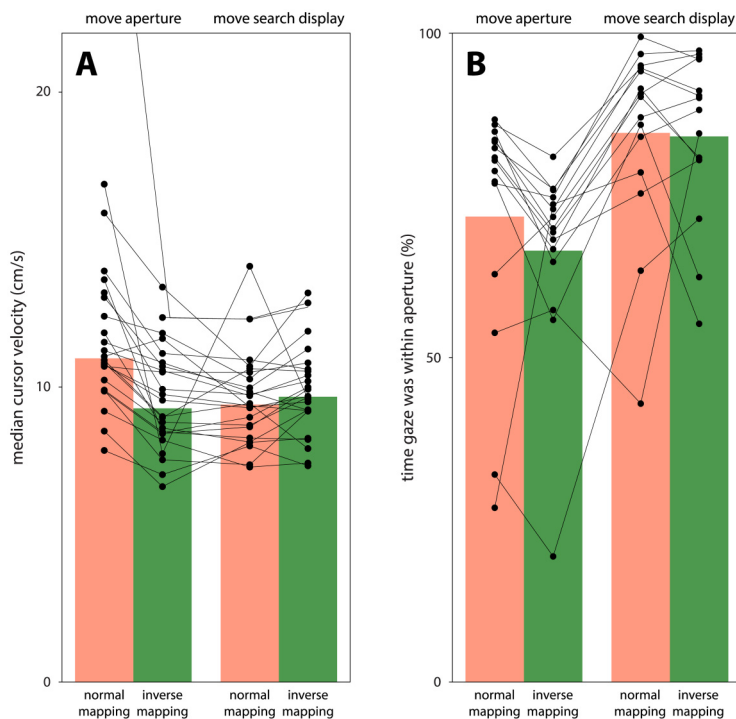 move aperture move search display
A
20
10
0
median cursor velocity (cm/s)
normal mapping
inverse mapping
normal mapping
inverse mapping
move aperture move search display
B
100
50
0
time gaze was within aperture (%)
normal mapping
inverse mapping
normal mapping
inverse mapping